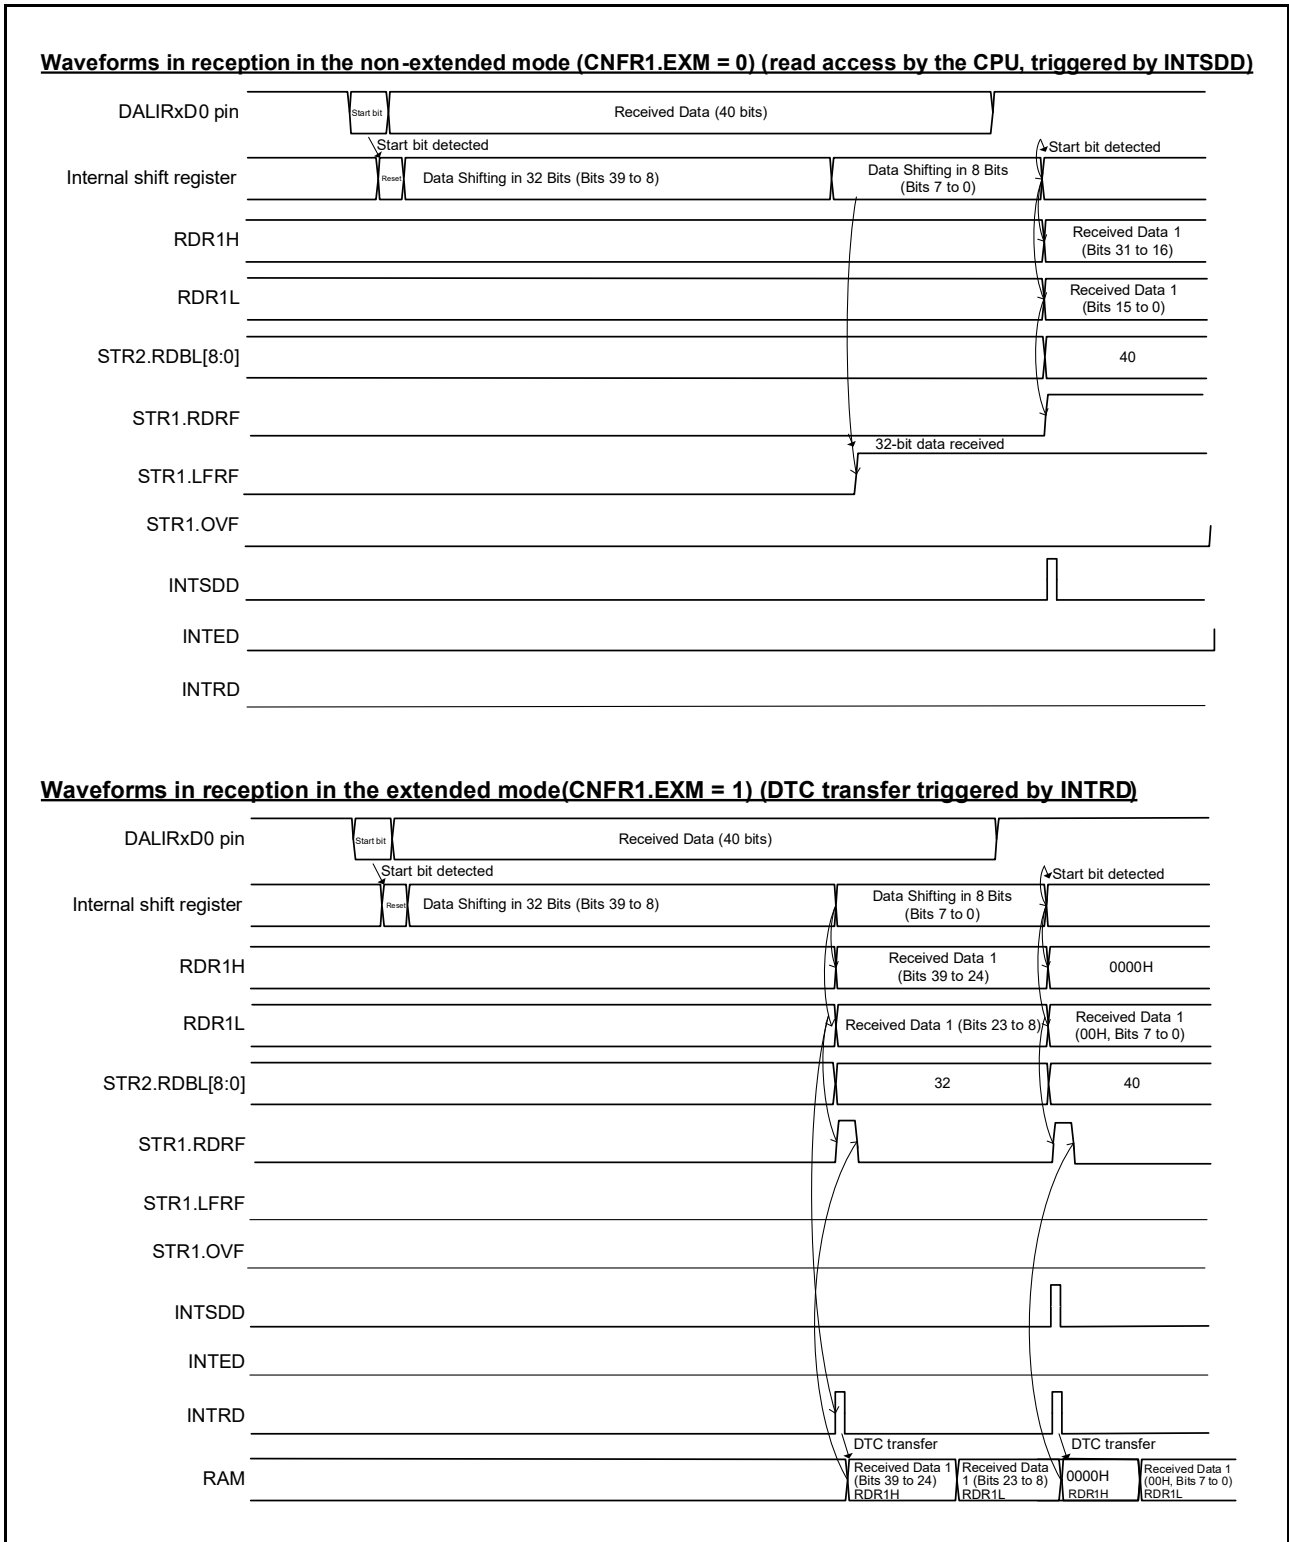 Waveforms in reception in the non-extended mode (CNFR1.EXM = 0) (read access by the CPU, triggered by INTSDD)
DALIRxD0 pin
Start bit
Received Data (40 bits)
Start bit detected
Start bit detected
Internal shift register
Reset
Data Shifting in 32 Bits (Bits 39 to 8)
Data Shifting in 8 Bits
(Bits 7 to 0)
RDR1H
Received Data 1
(Bits 31 to 16)
RDR1L
Received Data 1
(Bits 15 to 0)
STR2.RDBL[8:0]
40
STR1.RDRF
32-bit data received
STR1.LFRF
STR1.OVF
INTSDD
INTED
INTRD
Waveforms in reception in the extended mode(CNFR1.EXM = 1) (DTC transfer triggered by INTRD)
DALIRxD0 pin
Start bit
Received Data (40 bits)
Start bit detected
Start bit detected
Internal shift register
Reset
Data Shifting in 32 Bits (Bits 39 to 8)
Data Shifting in 8 Bits
(Bits 7 to 0)
RDR1H
Received Data 1
(Bits 39 to 24)
0000H
RDR1L
Received Data 1 (Bits 23 to 8)
Received Data 1
(00H, Bits 7 to 0)
STR2.RDBL[8:0]
32
40
STR1.RDRF
STR1.LFRF
STR1.OVF
INTSDD
INTED
INTRD
DTC transfer
DTC transfer
RAM
Received Data 1
(Bits 39 to 24)
RDR1H
Received Data
1 (Bits 23 to 8)
RDR1L
0000H
RDR1H
Received Data 1
(00H, Bits 7 to 0)
RDR1L